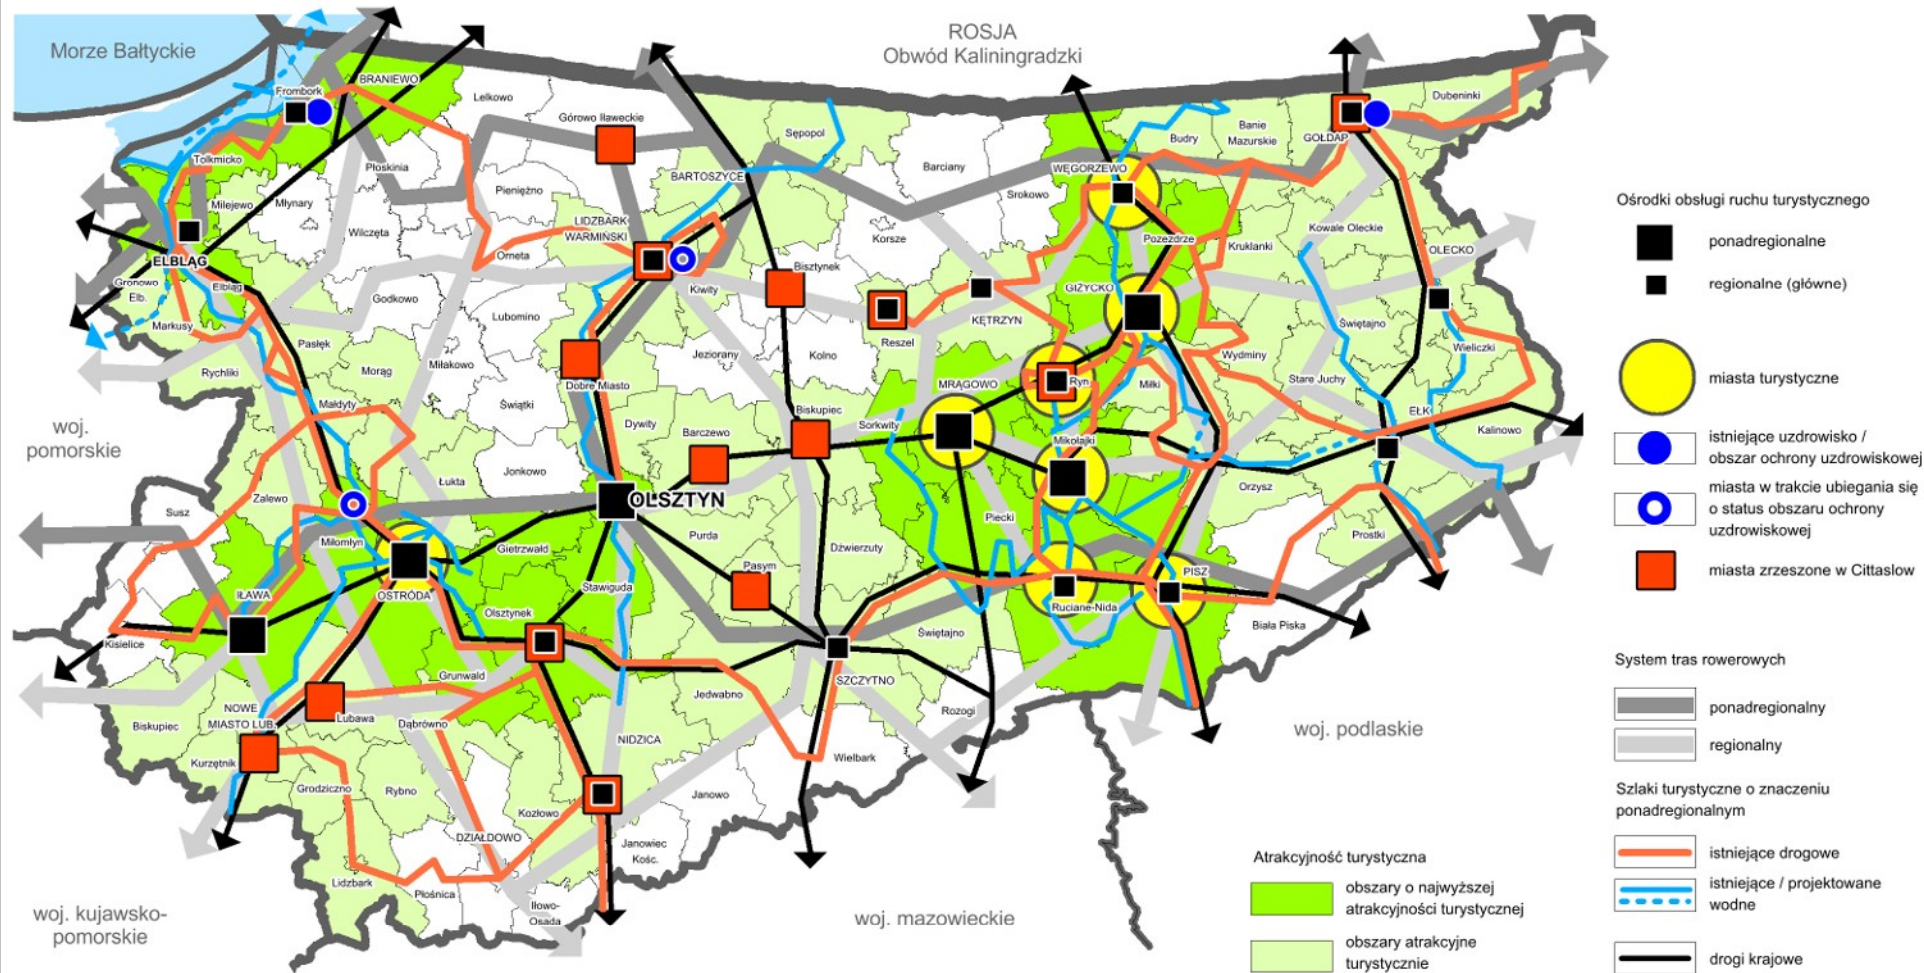 Morze Bałtyckie
ROSJA
Obwód Kaliningradzki
BRANIEWO
Frombork
Lelkowo
Górowo Iławeckie
Sępopol
Budry
Banie
Mazurskie
GOŁDAP
Dubeninki
Tolkmicko
Płoskinia
Pieniężno
BARTOSZYCE
Barciany
Srokowo
WĘGORZEWO
Milejewo
Młynary
Wilczęta
LIDZBARK
WARMIŃSKI
Orneta
Korsze
Pozezdrze
Kruklanki
Kowale Oleckie
OLECKO
ELBLĄG
Gronowo
Elb.
Elbląg
Godkowo
Kiwity
Bisztynek
GIŻYCKO
Markusy
Lubomino
KĘTRZYN
Reszel
Świętajno
Wieliczki
Pasłęk
Rychliki
Morąg
Miłakowo
Jeziorany
Kolno
Wydminy
Stare Juchy
Dobre Miasto
MRĄGOWO
Ryn
Miłki
Małdyty
Świątki
Dywity
Barczewo
Biskupiec
Sorkwity
Mikołajki
EŁK
Kalinowo
woj.
pomorskie
Jonkowo
Łukta
Zalewo
Susz
OLSZTYN
Orzysz
Miłomłyn
Gietrzwałd
Purda
Dźwierzuty
Piecki
Prostki
IŁAWA
OSTRÓDA
Stawiguda
Pasym
PISZ
Olsztynek
Ruciane-Nida
Biała Piska
Kisielice
Świętajno
Grunwald
Jedwabno
SZCZYTNO
Rozogi
Biskupiec
NOWE
MIASTO LUB.
Lubawa
Dąbrówno
NIDZICA
Wielbark
woj. podlaskie
Kurzętnik
Grodziczno
Rybno
Kozłowo
Janowo
DZIAŁDOWO
Janowiec
Kośc.
Lidzbark
Płośnica
Iłowo-
Osada
woj. kujawsko-
pomorskie
woj. mazowieckie
Atrakcyjność turystyczna
obszary o najwyższej
atrakcyjności turystycznej
obszary atrakcyjne
turystycznie
Ośrodki obsługi ruchu turystycznego
ponadregionalne
regionalne (główne)
miasta turystyczne
istniejące uzdrowisko /
obszar ochrony uzdrowiskowej
miasta w trakcie ubiegania się
o status obszaru ochrony
uzdrowiskowej
miasta zrzeszone w Cittaslow
System tras rowerowych
ponadregionalny
regionalny
Szlaki turystyczne o znaczeniu
ponadregionalnym
istniejące drogowe
istniejące / projektowane
wodne
drogi krajowe